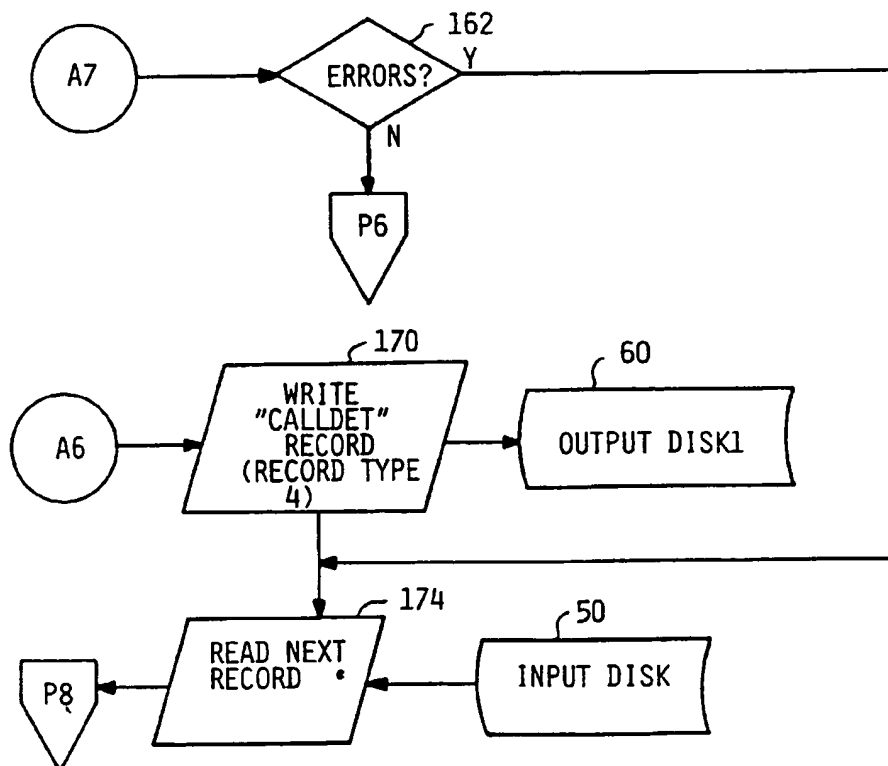 162
A7
ERRORS?
Y
N
P6
170
60
A6
WRITE
"CALLDET"
RECORD
(RECORD TYPE
4)
OUTPUT DISK1
174
50
P8
READ NEXT
RECORD
INPUT DISK